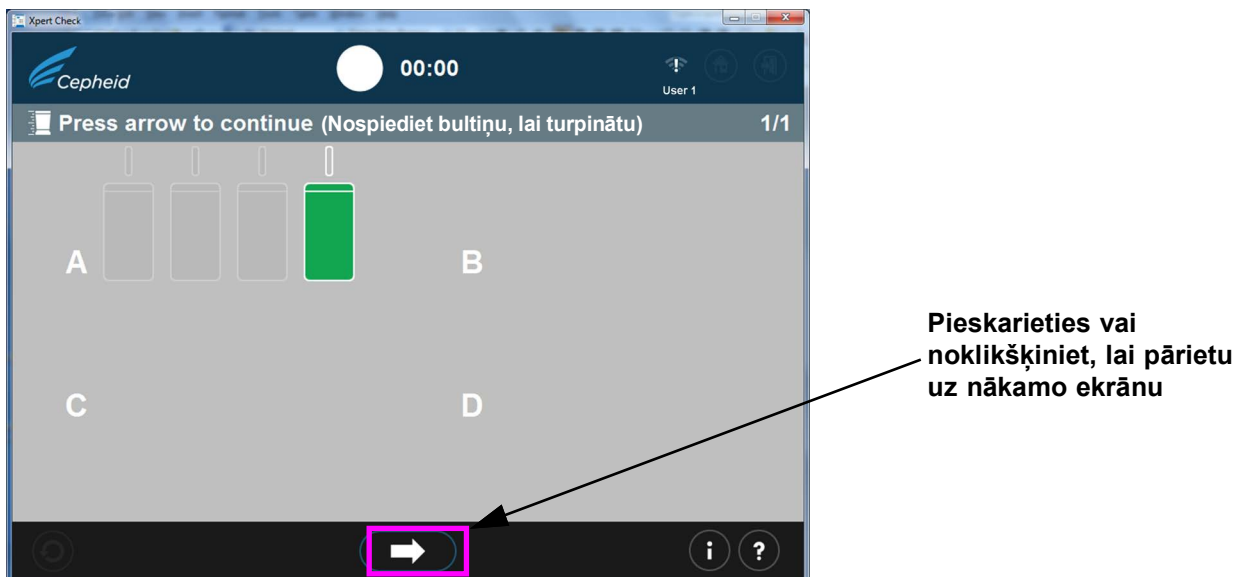 Xpert Check
Cepheid
00:00
User 1
Press arrow to continue (Nospiediet bultiņu, lai turpinātu) 1/1
A
B
C
D
i ?
Pieskarieties vai
noklikšķiniet, lai pārietu
uz nākamo ekrānu